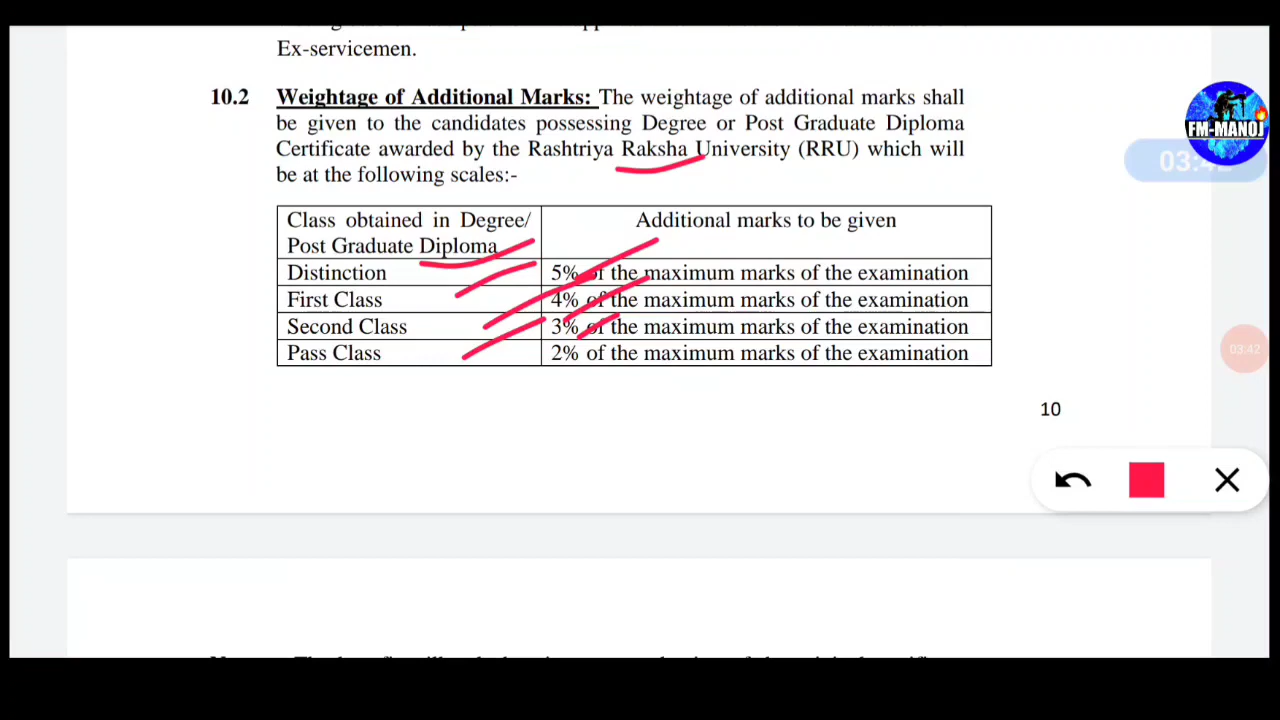 Ex-servicemen.
10.2 Weightage of Additional Marks: The weightage of additional marks shall
be given to the candidates possessing Degree or Post Graduate Diploma
Certificate awarded by the Rashtriya Raksha University (RRU) which will
be at the following scales:-
Class obtained in Degree/ Additional marks to be given
Post Graduate Diploma
Distinction 5% of the maximum marks of the examination
First Class 4% of the maximum marks of the examination
Second Class 3% of the maximum marks of the examination
Pass Class 2% of the maximum marks of the examination
10
FM-MANOJ
03:42
03:42